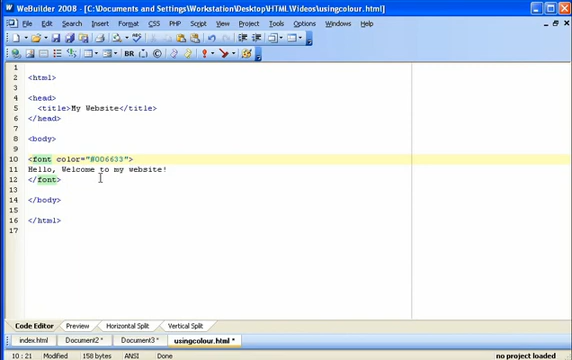 WeBuilder 2008 - [C:\Documents and Settings\Workstation\Desktop\HTML\Videos\usingcolour.html]
File Edit Search Insert Format CSS PHP Script View Project Tools Options Windows Help
BR
1
2 <html>
3
4 <head>
5 <title>My Website</title>
6 </head>
7
8 <body>
9
10 <font color="#006633">
11 Hello, Welcome to my website!
12 </font>
13
14 </body>
15
16 </html>
17
Code Editor Preview Horizontal Split Vertical Split
index.html Document2 * Document3 * usingcolour.html *
10 : 21 Modified 158 bytes ANSI Done no project loaded